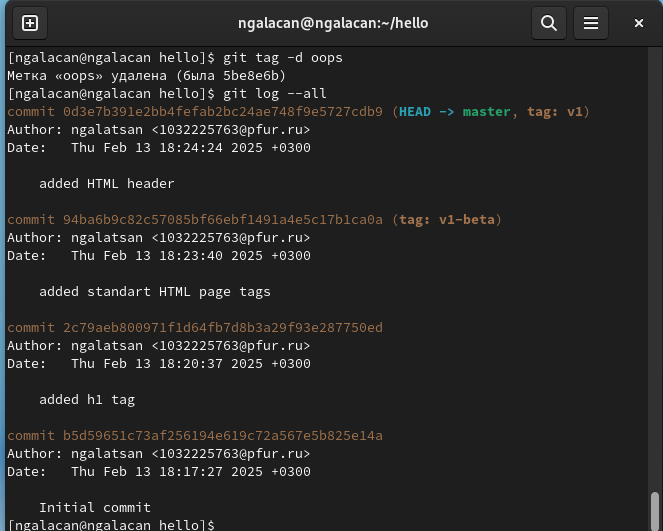 ngalacan@ngalacan:~/hello
[ngalacan@ngalacan hello]$ git tag -d oops
Метка «oops» удалена (была 5be8e6b)
[ngalacan@ngalacan hello]$ git log --all
commit 0d3e7b391e2bb4fefab2bc24ae748f9e5727cdb9 (HEAD -> master, tag: v1)
Author: ngalatsan <1032225763@pfur.ru>
Date:   Thu Feb 13 18:24:24 2025 +0300
    added HTML header
commit 94ba6b9c82c57085bf66ebf1491a4e5c17b1ca0a (tag: v1-beta)
Author: ngalatsan <1032225763@pfur.ru>
Date:   Thu Feb 13 18:23:40 2025 +0300
    added standart HTML page tags
commit 2c79aeb800971f1d64fb7d8b3a29f93e287750ed
Author: ngalatsan <1032225763@pfur.ru>
Date:   Thu Feb 13 18:20:37 2025 +0300
    added h1 tag
commit b5d59651c73af256194e619c72a567e5b825e14a
Author: ngalatsan <1032225763@pfur.ru>
Date:   Thu Feb 13 18:17:27 2025 +0300
    Initial commit
[ngalacan@ngalacan hello]$